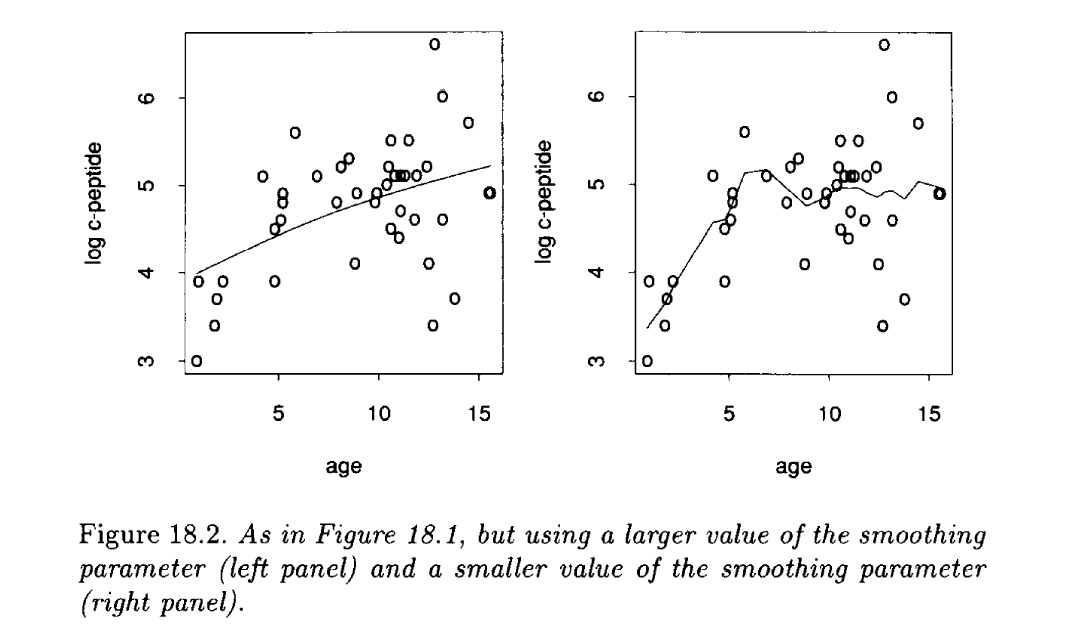 log c-peptide
6
5
4
3
5 10 15
age
log c-peptide
6
5
4
3
5 10 15
age
Figure 18.2. As in Figure 18.1, but using a larger value of the smoothing
parameter (left panel) and a smaller value of the smoothing parameter
(right panel).